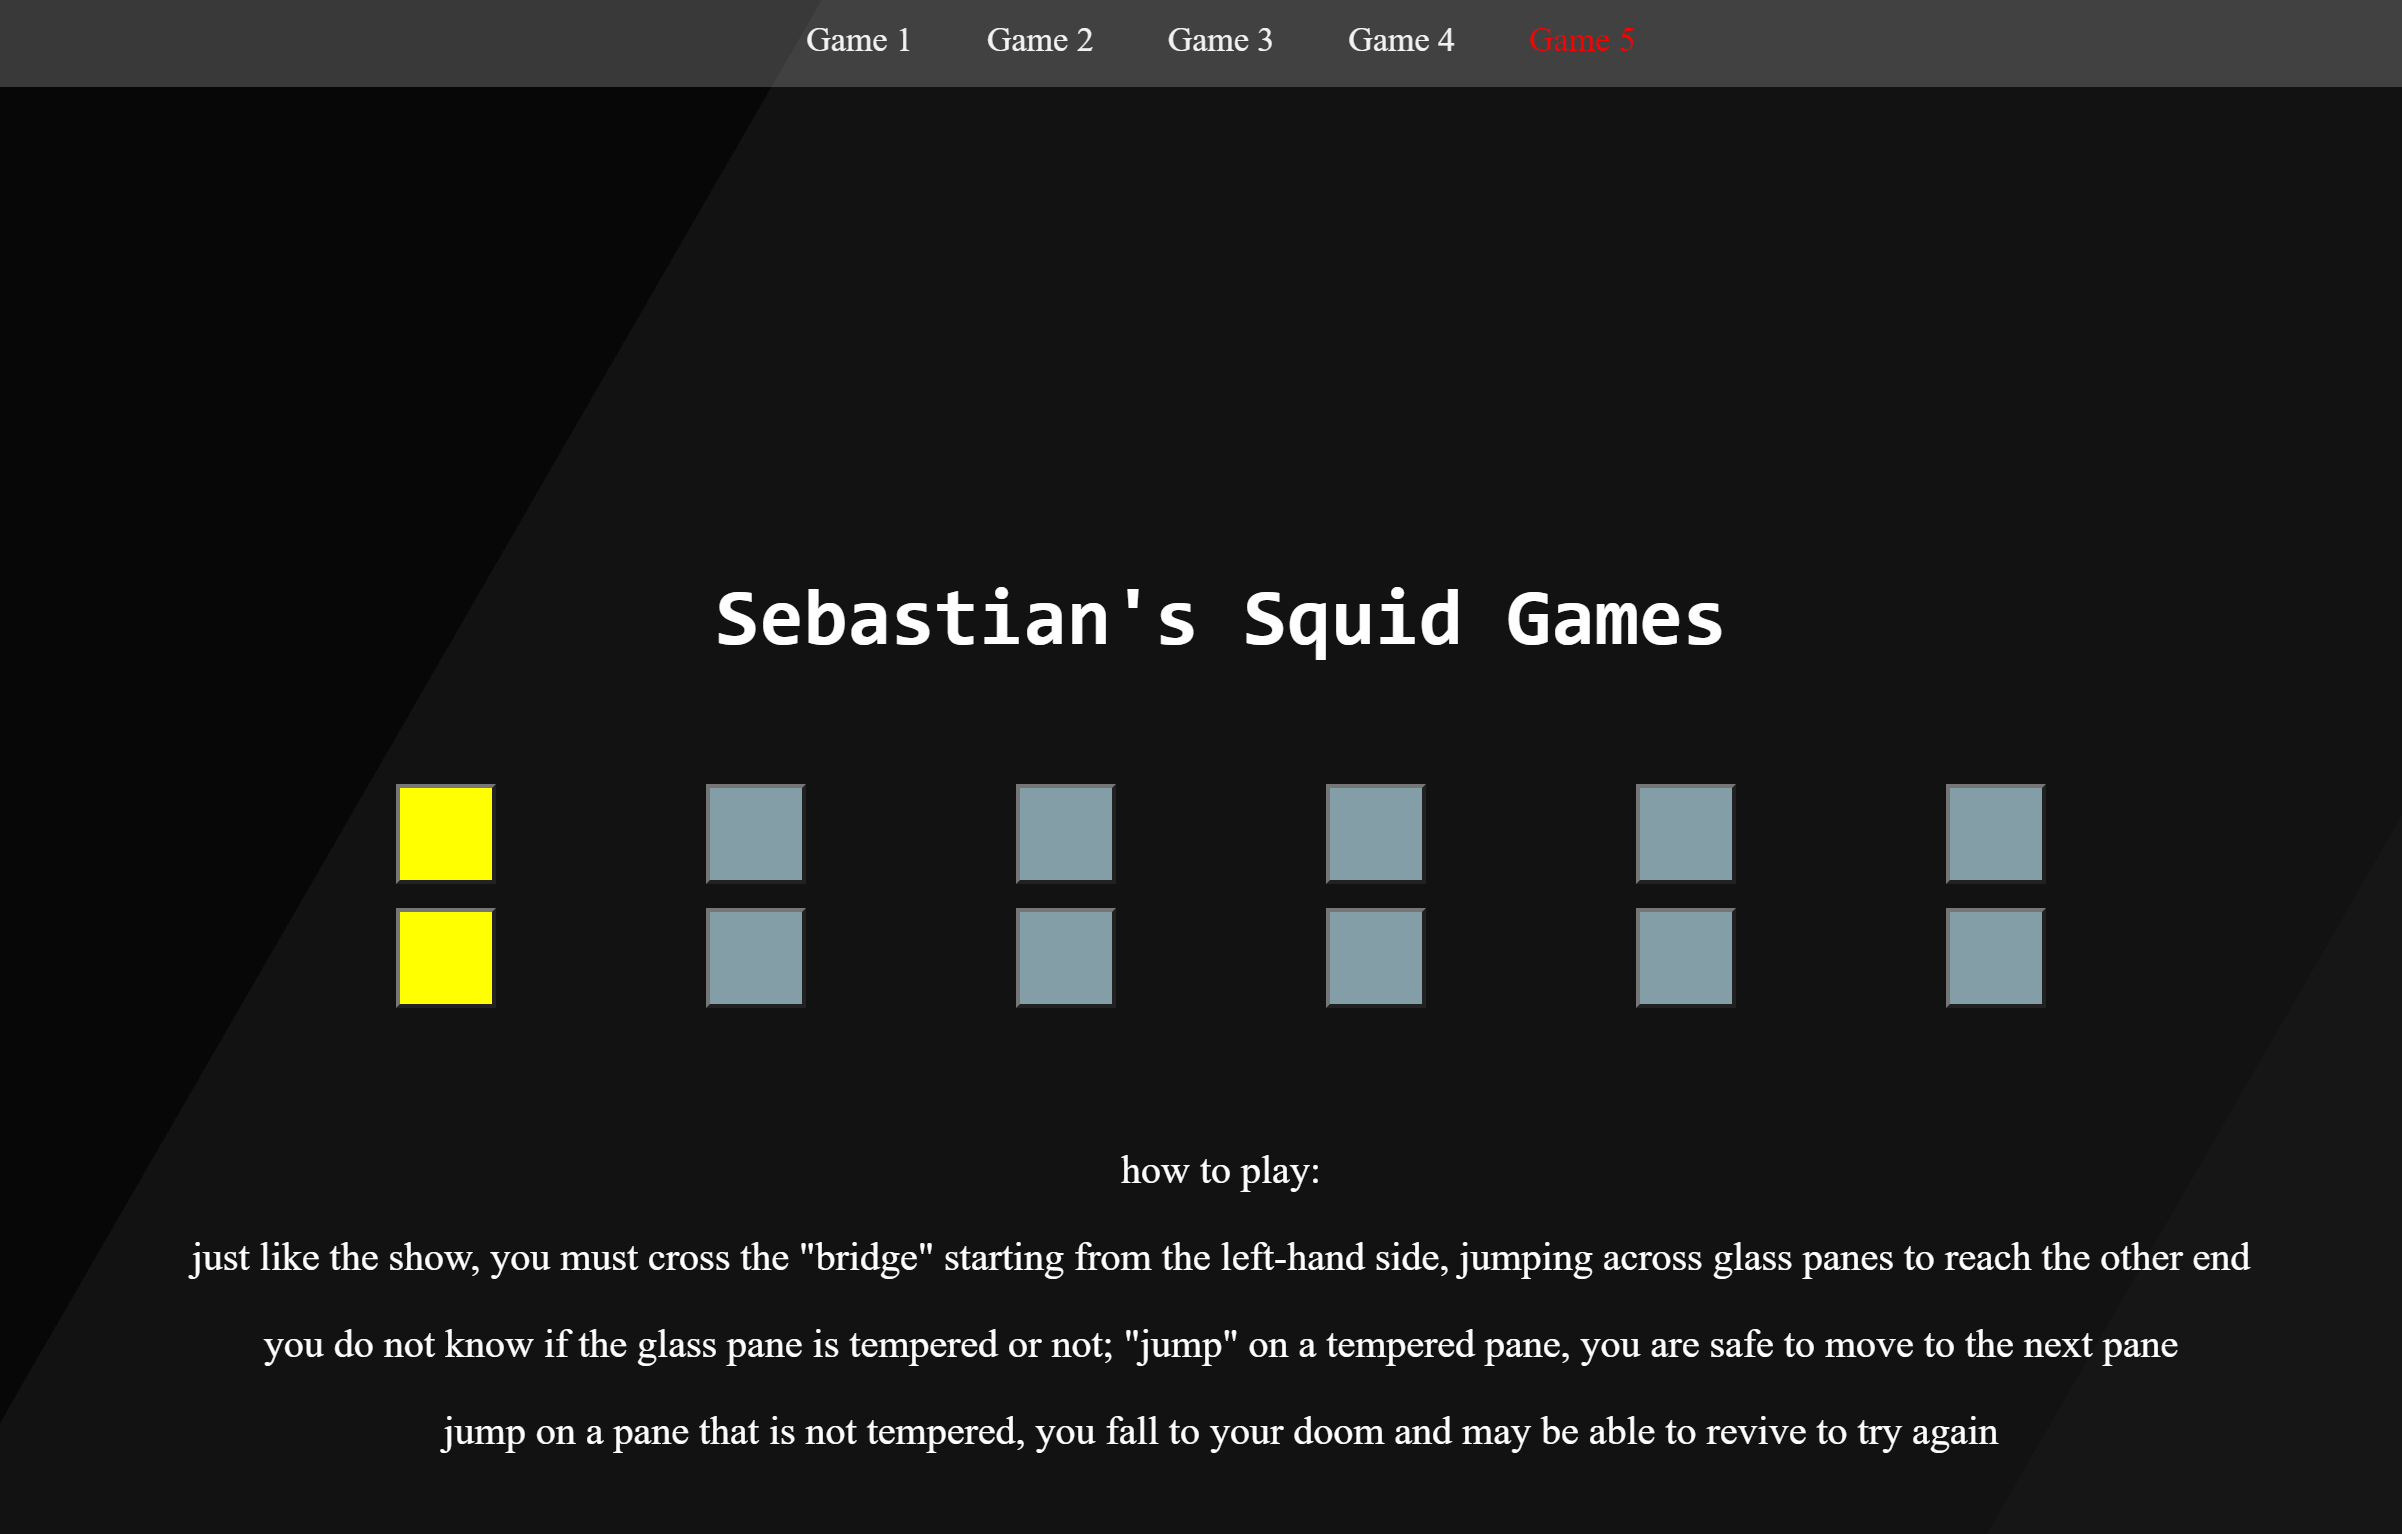 Game 1 Game 2 Game 3 Game 4 Game 5
Sebastian's Squid Games
how to play:
just like the show, you must cross the "bridge" starting from the left-hand side, jumping across glass panes to reach the other end
you do not know if the glass pane is tempered or not; "jump" on a tempered pane, you are safe to move to the next pane
jump on a pane that is not tempered, you fall to your doom and may be able to revive to try again